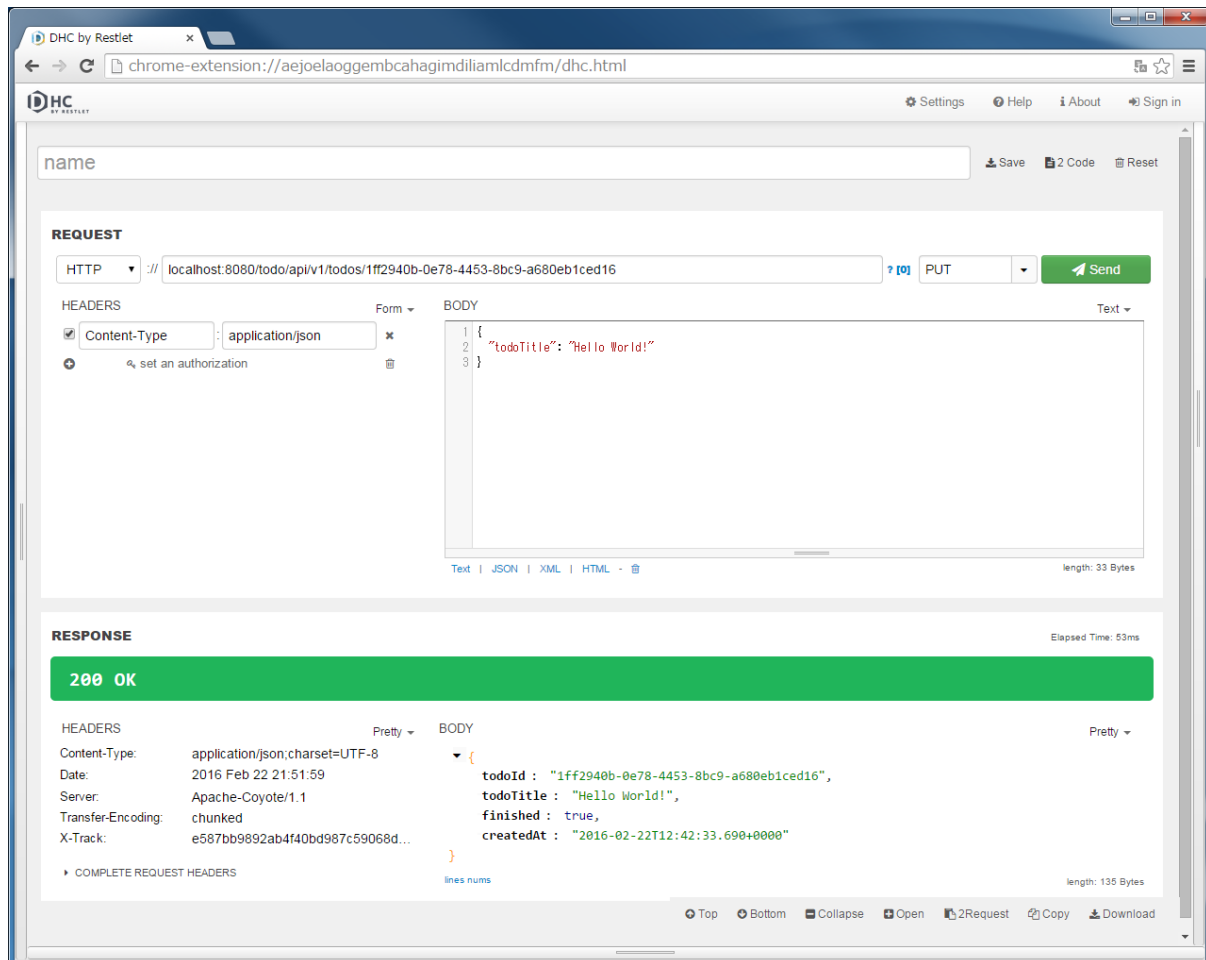 DHC by Restlet
chrome-extension://aejoelaoggembcahagimdiliamlcdmfm/dhc.html
DHC BY RESTLET Settings Help About Sign in
name Save 2 Code Reset
REQUEST
HTTP :// localhost:8080/todo/api/v1/todos/1ff2940b-0e78-4453-8bc9-a680eb1ced16 ? [0] PUT Send
HEADERS Form BODY Text
Content-Type : application/json
set an authorization
1 {
2 "todoTitle": "Hello World!"
3 }
Text | JSON | XML | HTML - length: 33 Bytes
RESPONSE Elapsed Time: 53ms
200 OK
HEADERS Pretty BODY Pretty
Content-Type: application/json;charset=UTF-8
Date: 2016 Feb 22 21:51:59
Server: Apache-Coyote/1.1
Transfer-Encoding: chunked
X-Track: e587bb9892ab4f40bd987c59068d...
COMPLETE REQUEST HEADERS
{
todoId : "1ff2940b-0e78-4453-8bc9-a680eb1ced16",
todoTitle : "Hello World!",
finished : true,
createdAt : "2016-02-22T12:42:33.690+0000"
}
lines nums length: 135 Bytes
Top Bottom Collapse Open 2Request Copy Download